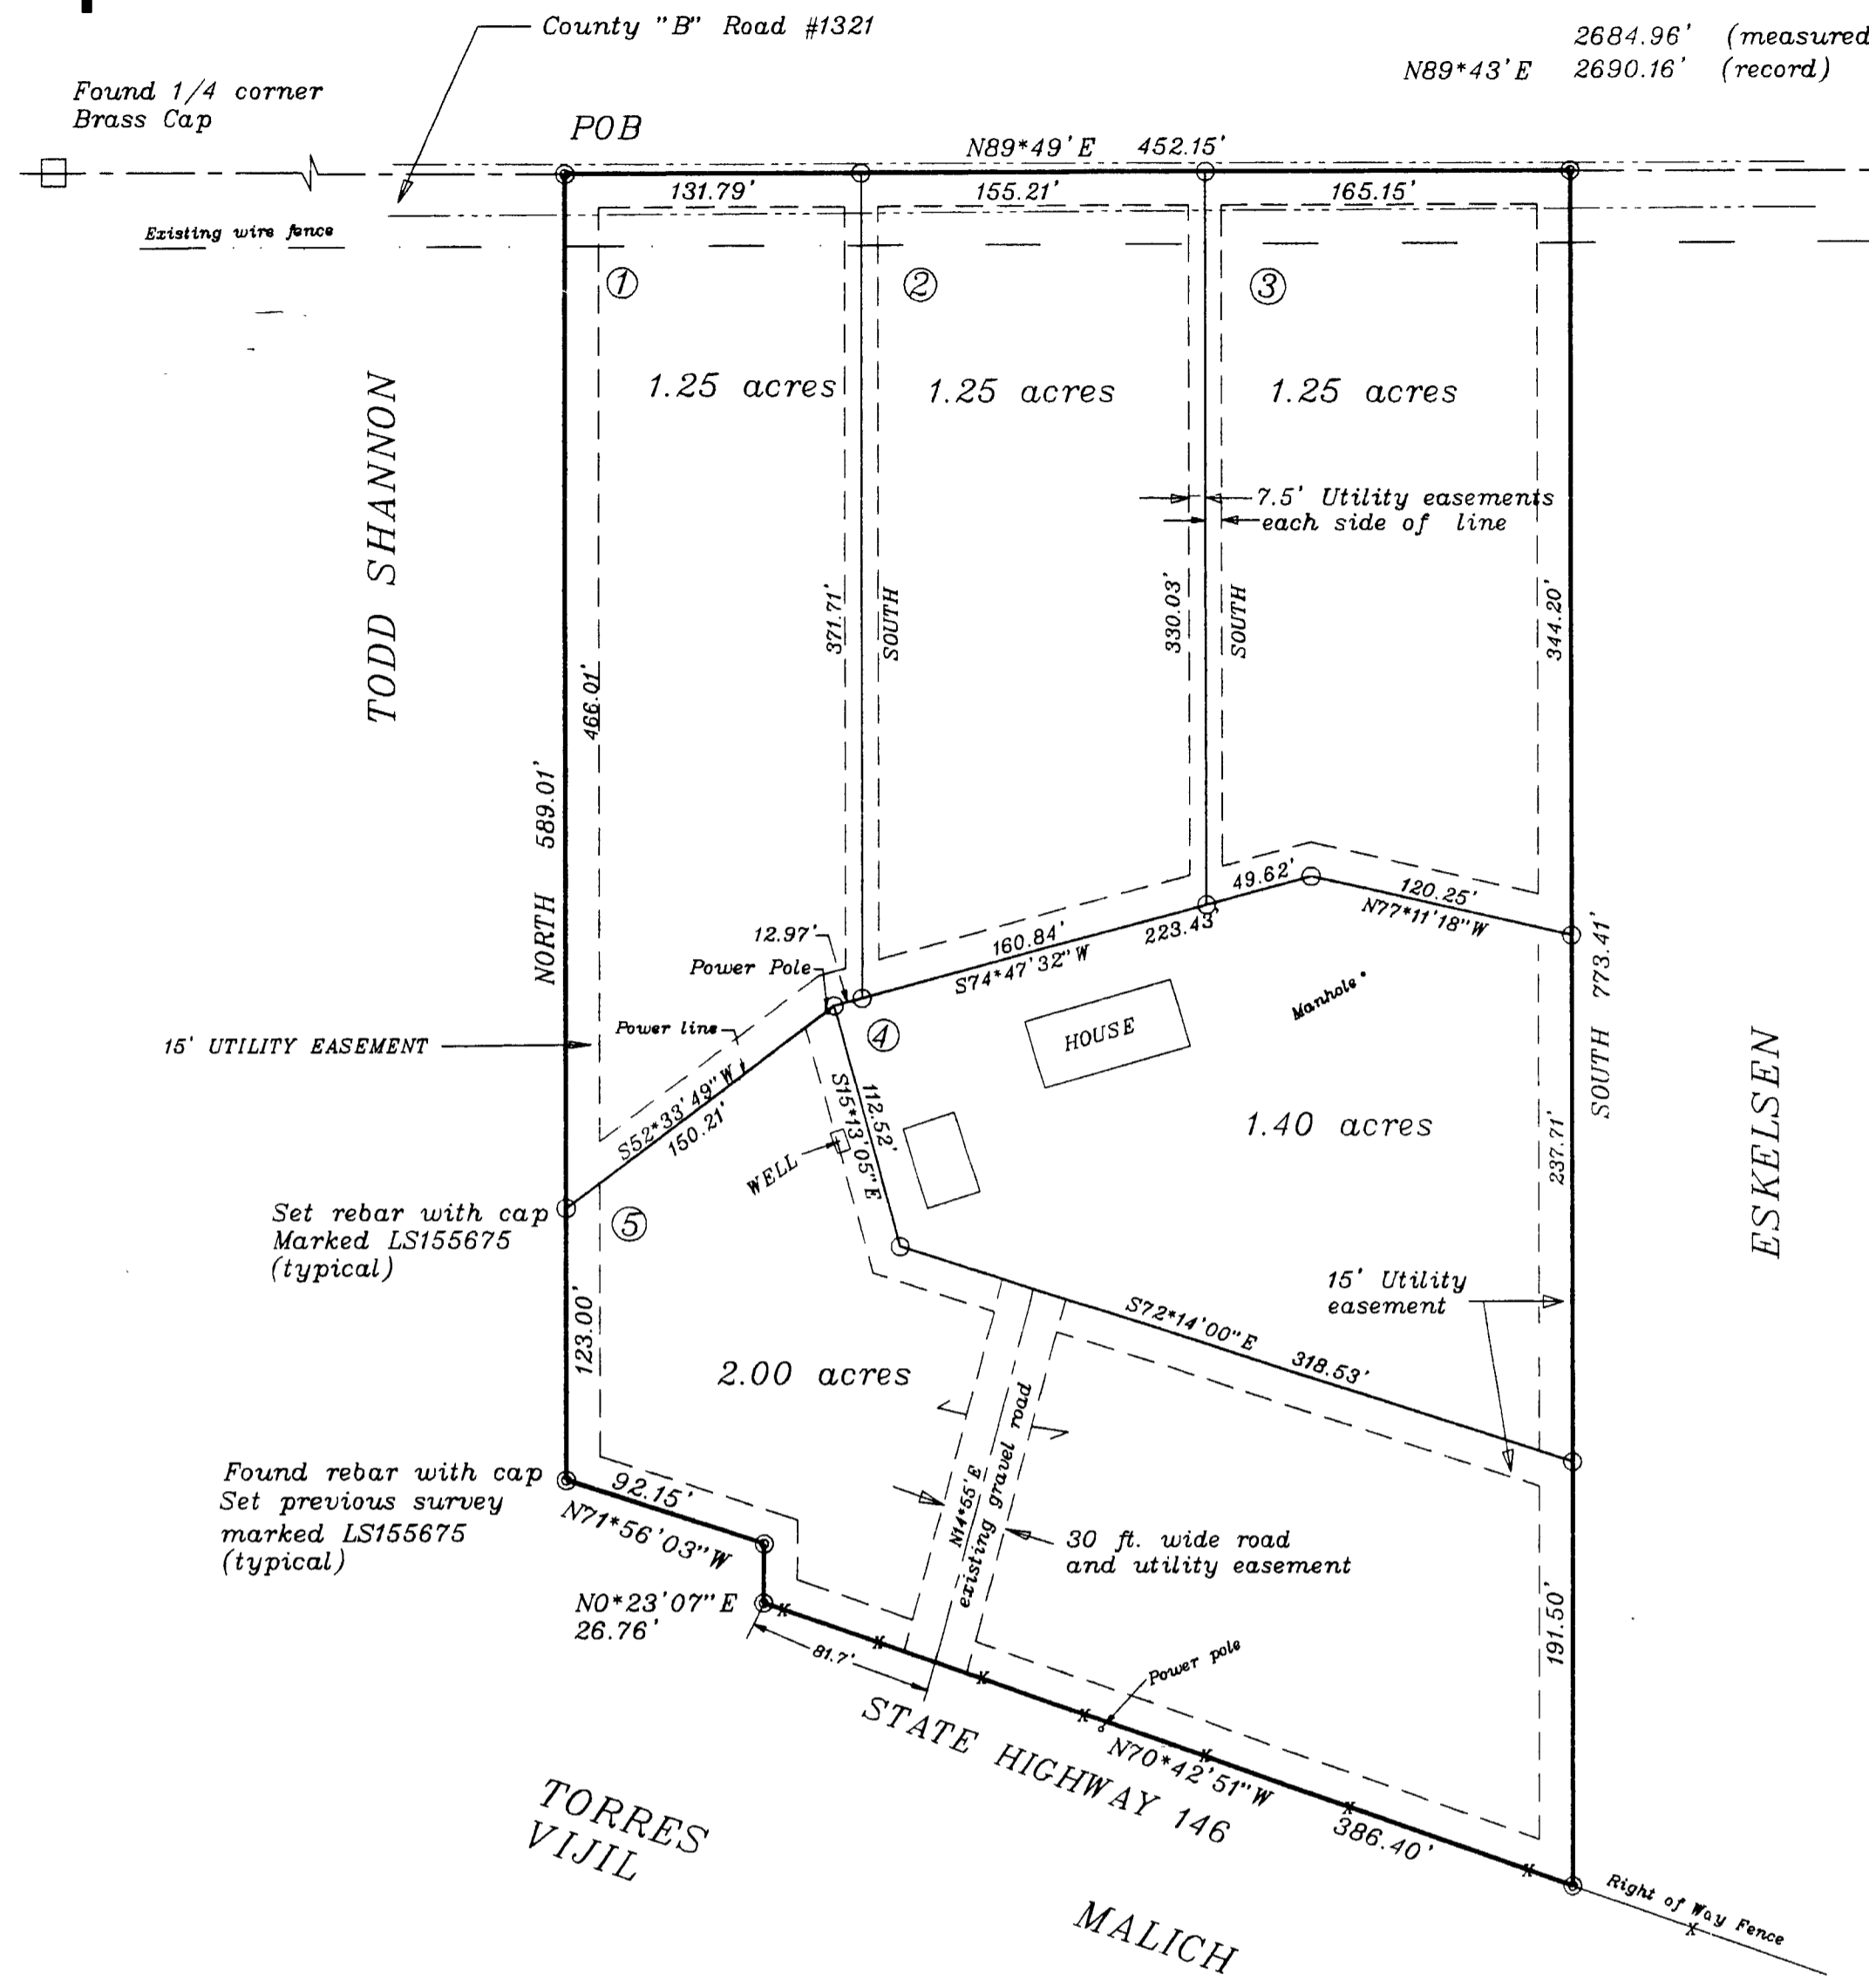 County "B" Road #1321
2684.96' (measured
N89*43'E 2690.16' (record)
Found 1/4 corner
Brass Cap
POB
N89*49'E 452.15'
131.79'
155.21'
165.15'
Existing wire fence
1
2
3
1.25 acres
1.25 acres
1.25 acres
TODD SHANNON
7.5' Utility easements
each side of line
371.71'
SOUTH
330.03'
SOUTH
344.20'
466.01'
NORTH 589.01'
49.62'
120.25'
N77*11'18"W
12.97'
160.84'
223.43'
S74*47'32"W
Power Pole
Power line
4
HOUSE
Manhole
SOUTH 773.41'
15' UTILITY EASEMENT
S52*33'49"W
150.21'
112.52'
S15*13'05"E
WELL
1.40 acres
237.71'
ESKELSEN
Set rebar with cap
Marked LS155675
(typical)
5
15' Utility
easement
123.00'
S72*14'00"E
318.53'
2.00 acres
Found rebar with cap
Set previous survey
marked LS155675
(typical)
92.15'
N71*56'03"W
N14*55'E
existing gravel road
30 ft. wide road
and utility easement
N0*23'07"E
26.76'
81.7'
191.50'
Power pole
STATE HIGHWAY 146
N70*42'51"W
386.40'
TORRES
VIJIL
MALICH
Right of Way Fence